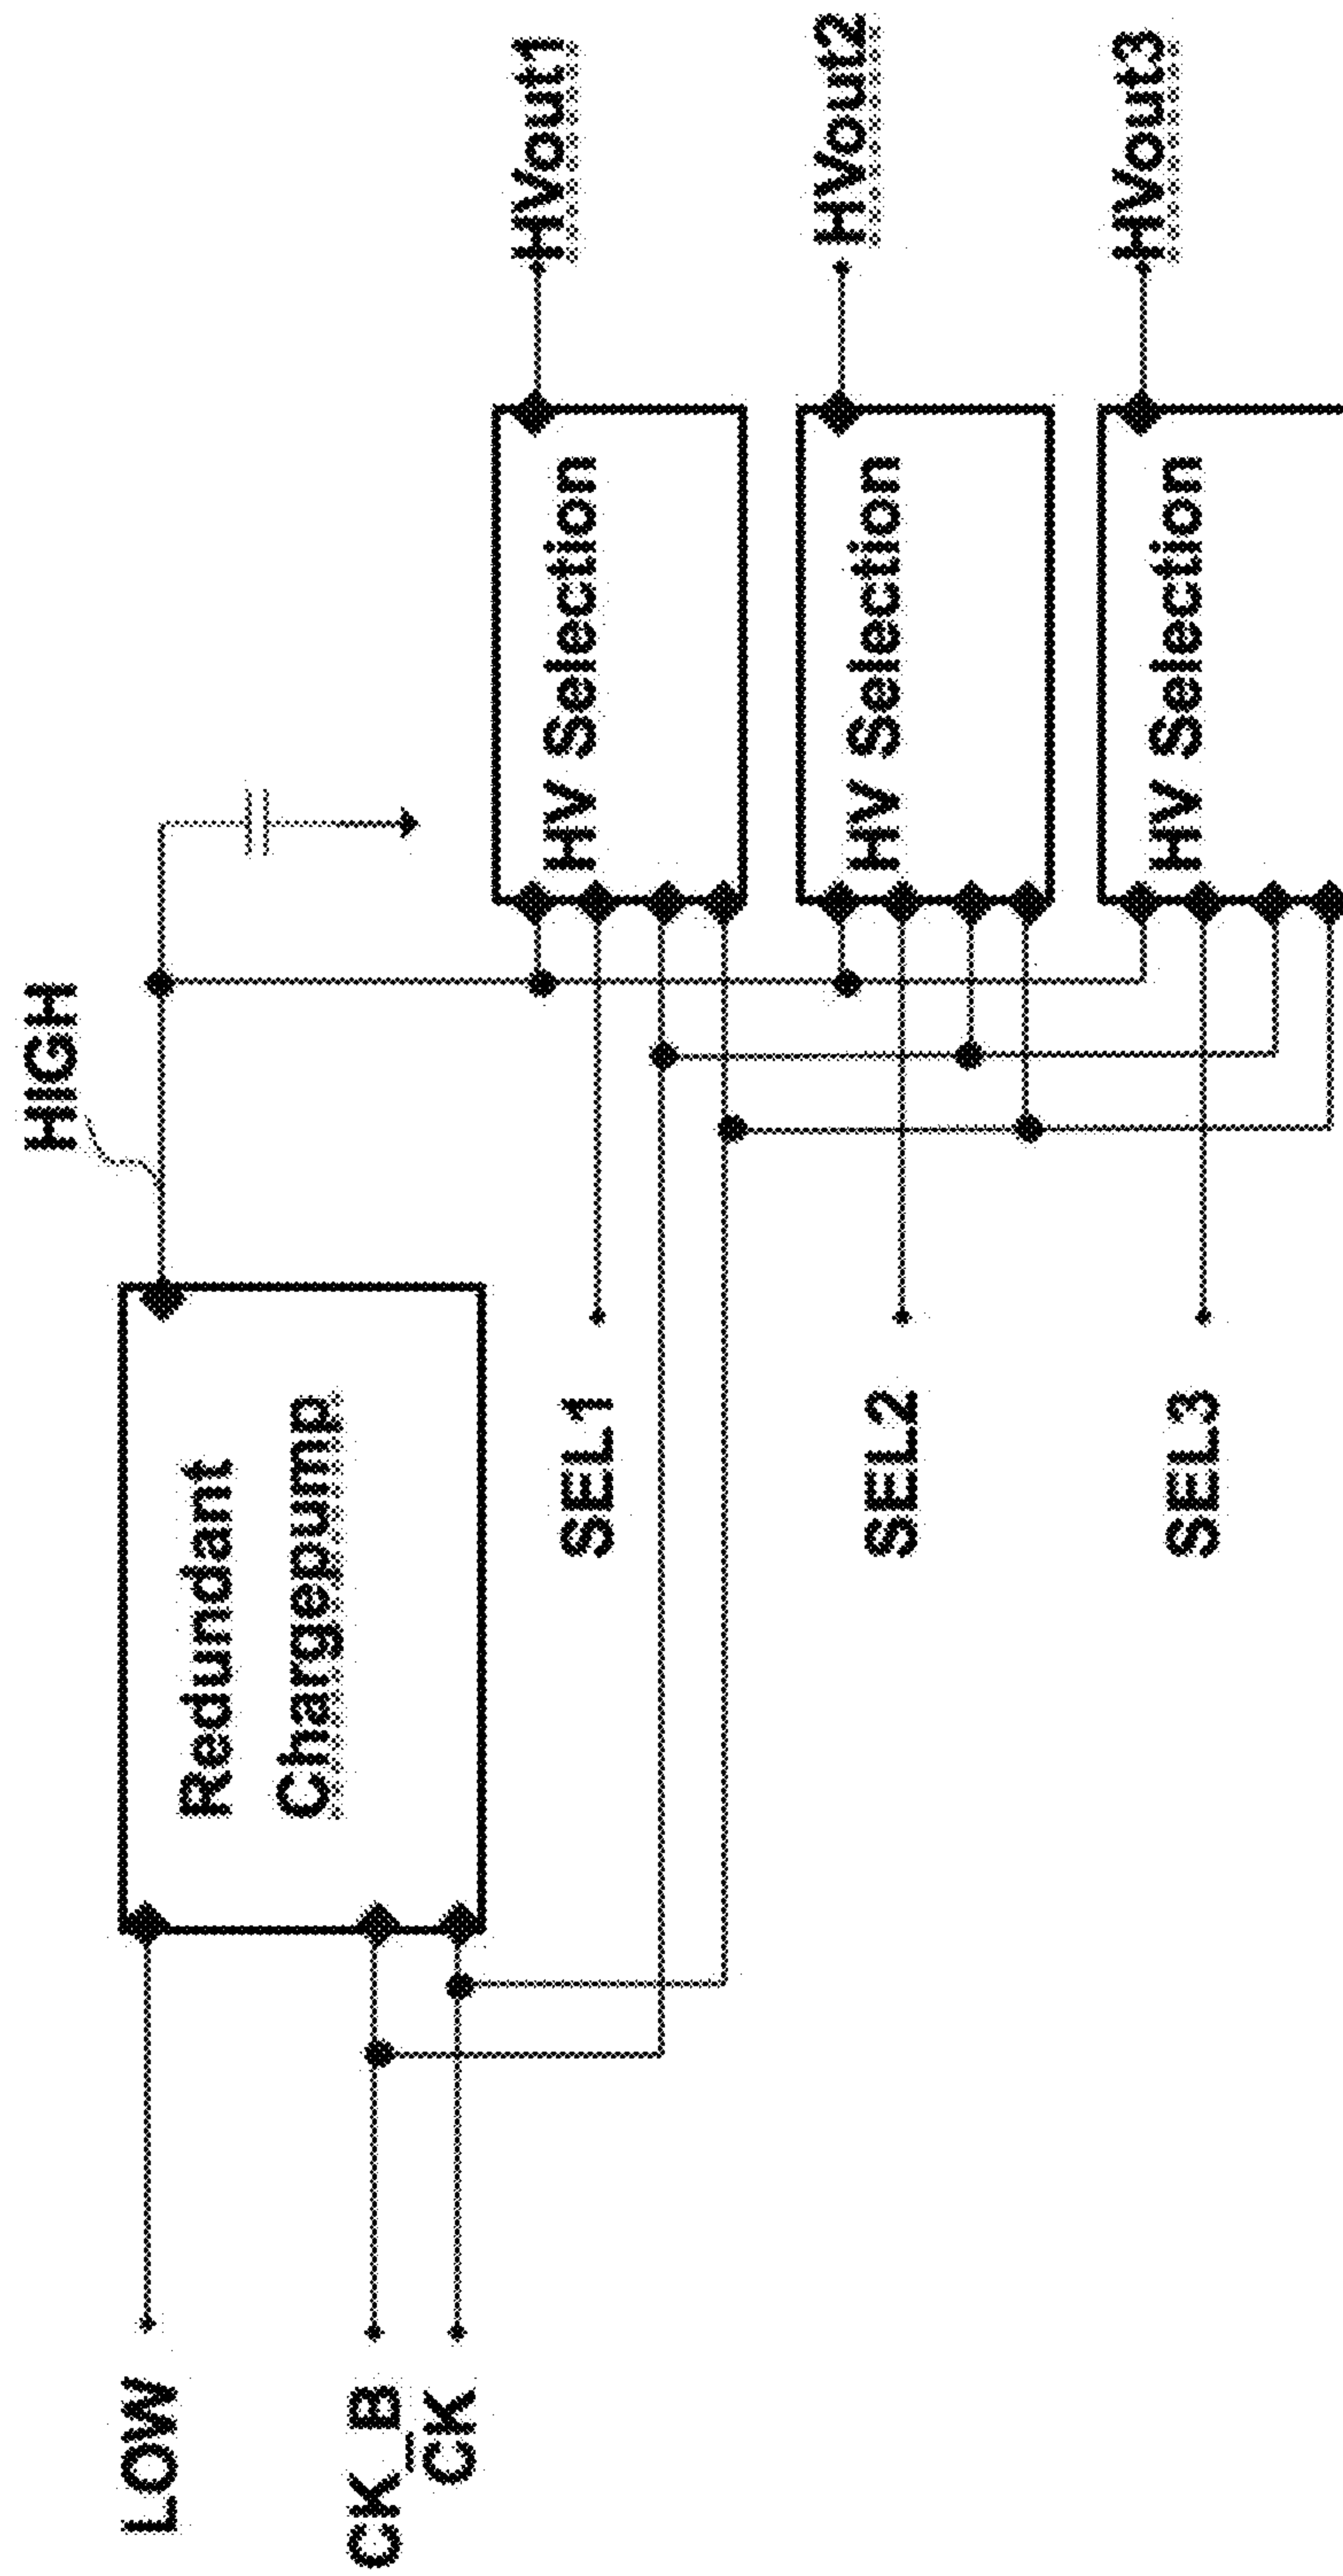 HIGH
LOW
Redundant
Chargepump
CK_B
CK
HV Selection
HVout1
SEL1
HV Selection
HVout2
SEL2
HV Selection
HVout3
SEL3